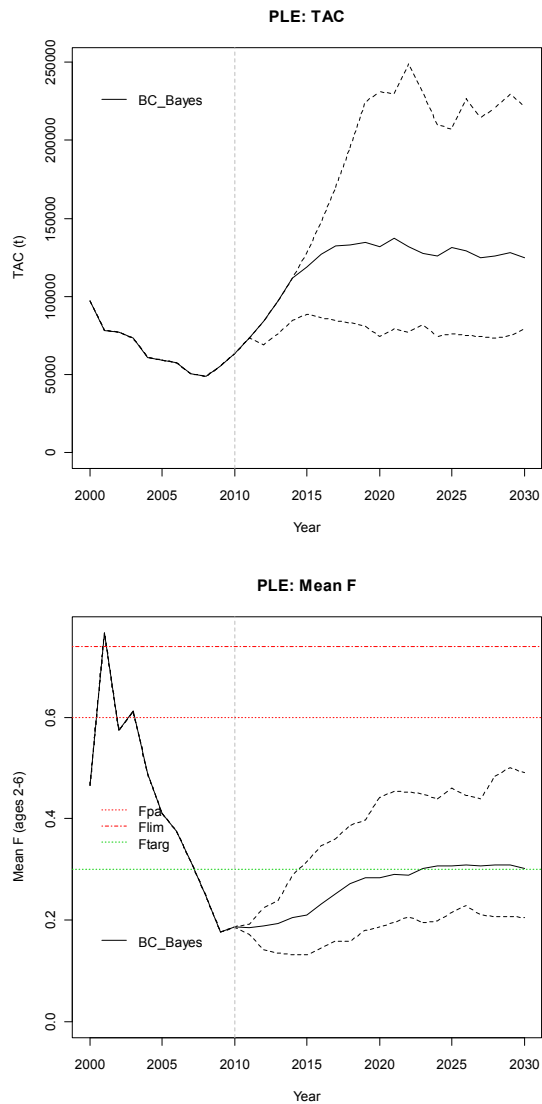 PLE: TAC
250000
200000
150000
100000
50000
0
TAC (t)
BC_Bayes
2000 2005 2010 2015 2020 2025 2030
Year
PLE: Mean F
0.6
0.4
0.2
0.0
Mean F (ages 2-6)
Fpa
Flim
Ftarg
BC_Bayes
2000 2005 2010 2015 2020 2025 2030
Year